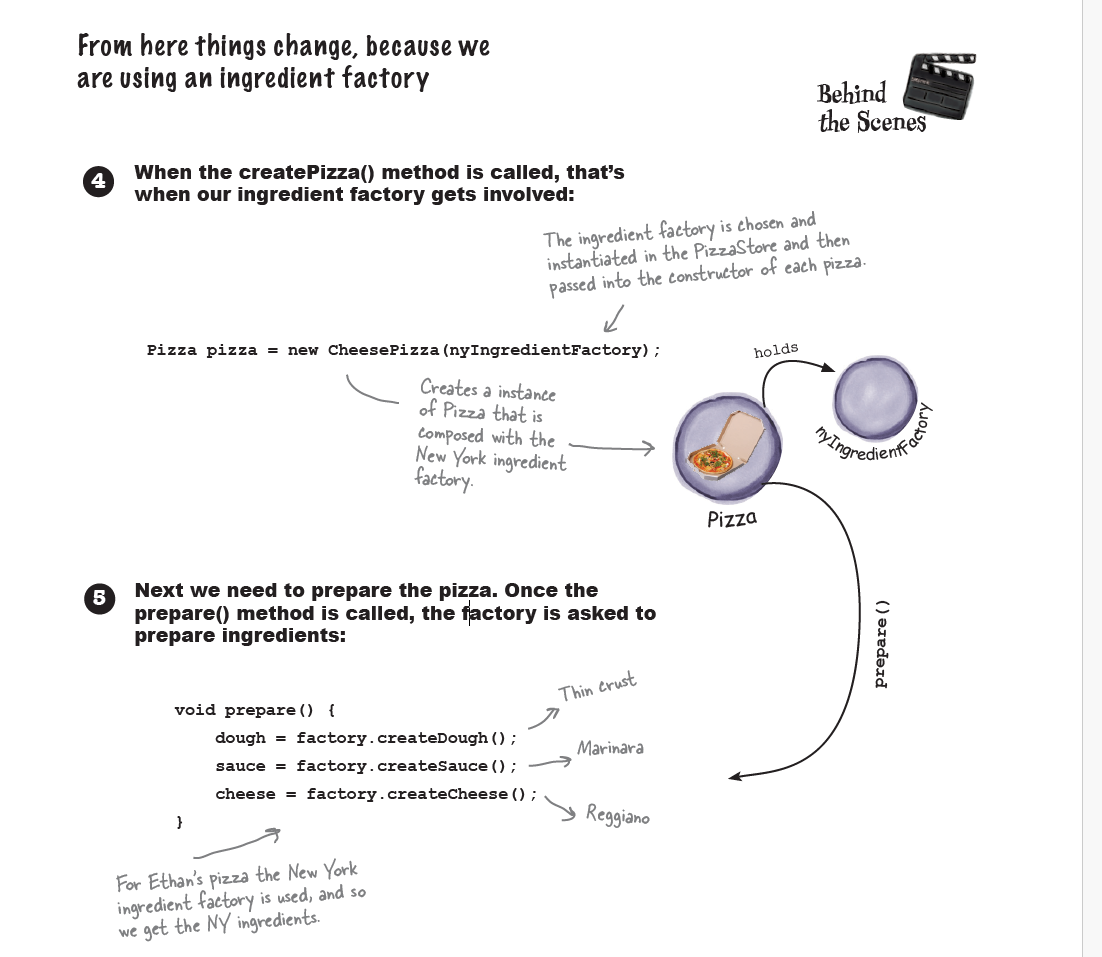 From here things change, because we
are using an ingredient factory
Behind
the Scenes
4 When the createPizza() method is called, that's
when our ingredient factory gets involved:
The ingredient factory is chosen and
instantiated in the PizzaStore and then
passed into the constructor of each pizza.
Pizza pizza = new CheesePizza(nyIngredientFactory);
holds
nyIngredientFactory
Creates a instance
of Pizza that is
composed with the
New York ingredient
factory.
Pizza
5 Next we need to prepare the pizza. Once the
prepare() method is called, the factory is asked to
prepare ingredients:
prepare()
void prepare() {
dough = factory.createDough();
Thin crust
sauce = factory.createSauce();
Marinara
cheese = factory.createCheese();
Reggiano
}
For Ethan's pizza the New York
ingredient factory is used, and so
we get the NY ingredients.